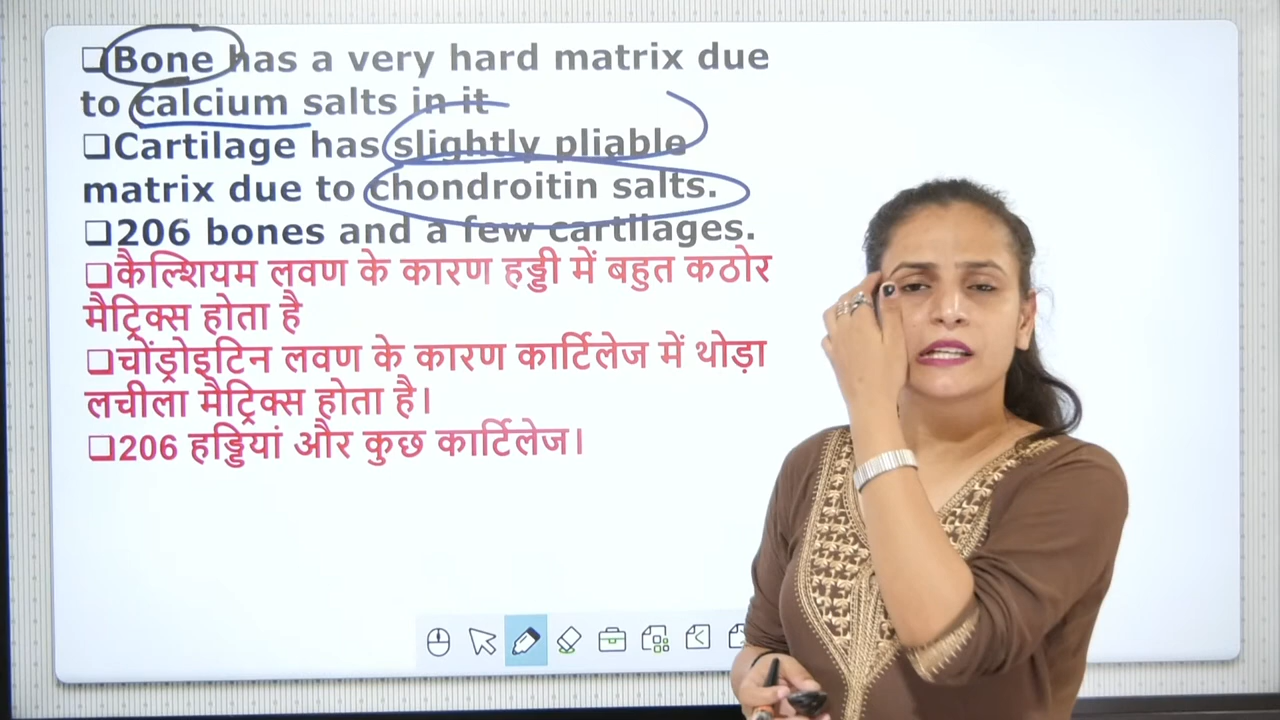 ❑Bone has a very hard matrix due
to calcium salts in it
❑Cartilage has slightly pliable
matrix due to chondroitin salts.
❑206 bones and a few cartilages.
❑कैल्शियम लवण के कारण हड्डी में बहुत कठोर
मैट्रिक्स होता है
❑चोंड्रोइटिन लवण के कारण कार्टिलेज में थोड़ा
लचीला मैट्रिक्स होता है।
❑206 हड्डियां और कुछ कार्टिलेज।